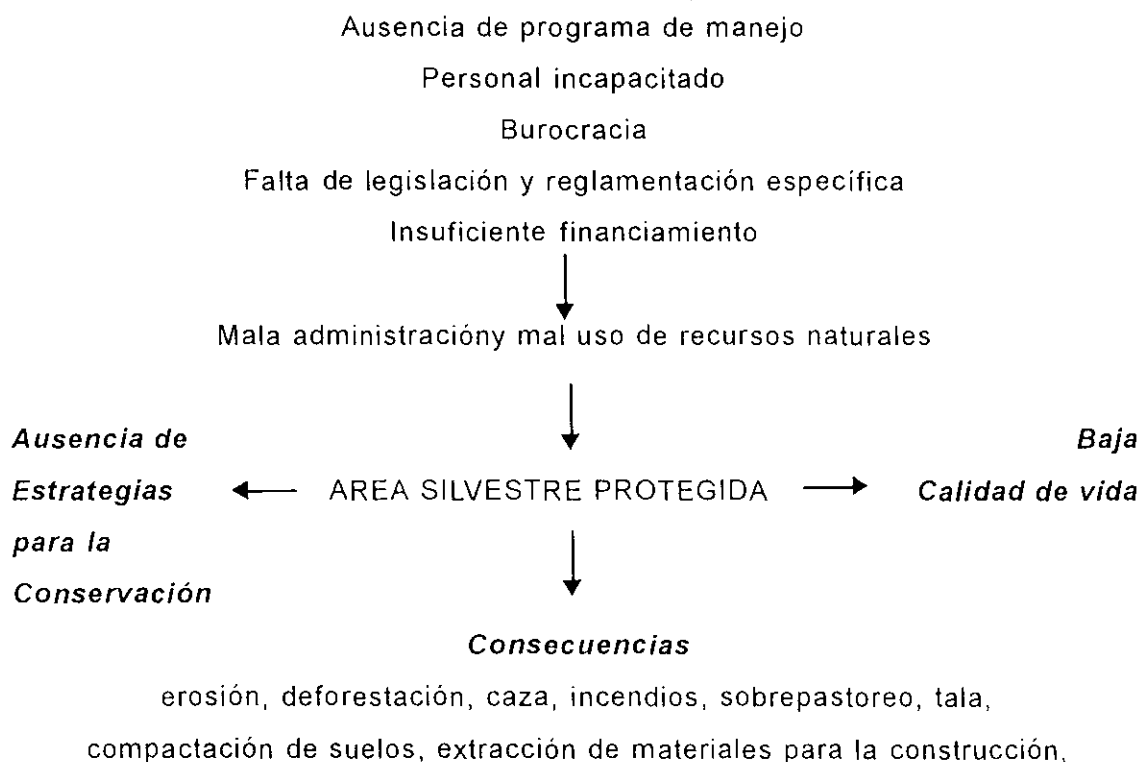 Ausencia de programa de manejo
Personal incapacitado
Burocracia
Falta de legislación y reglamentación específica
Insuficiente financiamiento
Mala administracióny mal uso de recursos naturales
Ausencia de
Estrategias
para la
Conservación
AREA SILVESTRE PROTEGIDA
Baja
Calidad de vida
Consecuencias
erosión, deforestación, caza, incendios, sobrepastoreo, tala,
compactación de suelos, extracción de materiales para la construcción,